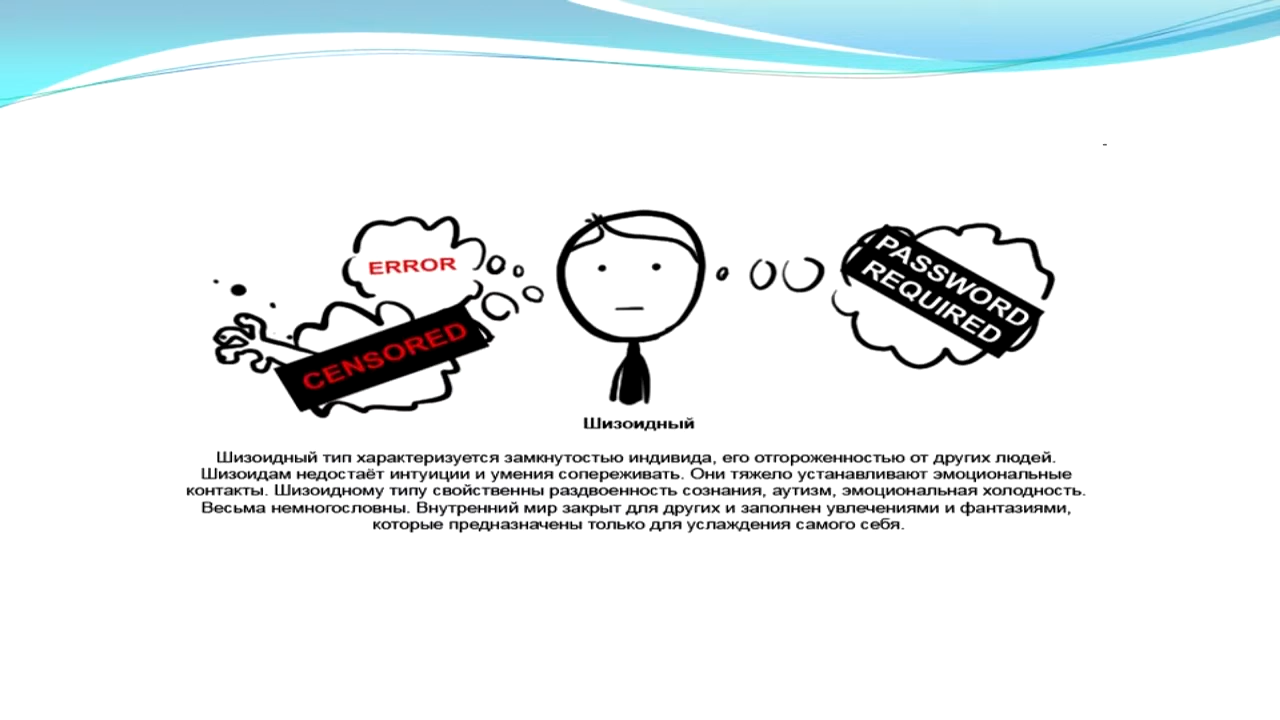 ERROR
CENSORED
PASSWORD
REQUIRED
Шизоидный
Шизоидный тип характеризуется замкнутостью индивида, его отгороженностью от других людей.
Шизоидам недостаёт интуиции и умения сопереживать. Они тяжело устанавливают эмоциональные
контакты. Шизоидному типу свойственны раздвоенность сознания, аутизм, эмоциональная холодность.
Весьма немногословны. Внутренний мир закрыт для других и заполнен увлечениями и фантазиями,
которые предназначены только для услаждения самого себя.